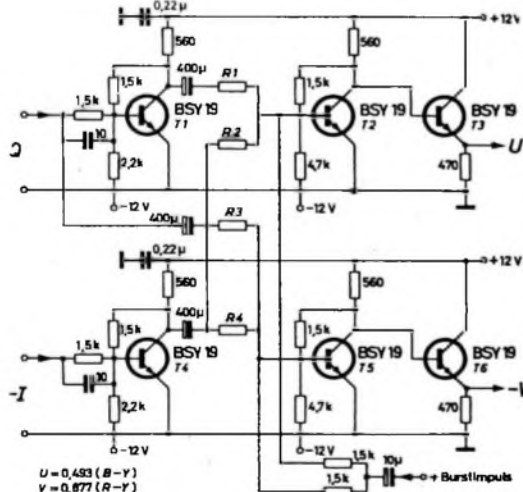 0,22µ
+12V
560
560
400µ
R1
1,5k
1,5k
1,5k
BSY 19
T1
BSY 19
T2
BSY 19
T3
U
R2
10
2,2k
4,7k
470
-12V
-12V
400µ
R3
0,22µ
+12V
560
560
400µ
R4
1,5k
1,5k
1,5k
BSY 19
T4
BSY 19
T5
BSY 19
T6
-I
10
2,2k
4,7k
470
-12V
-12V
1,5k
10µ
+ Burstimpuls
1,5k
U = 0,493 (B-Y)
V = 0,877 (R-Y)